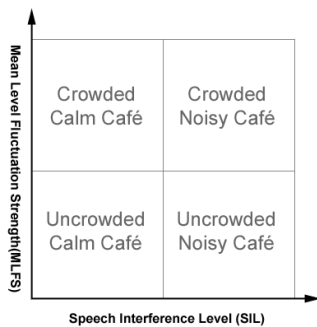 Mean Level Fluctuation
Strength(MLFS)
Crowded
Calm Café
Crowded
Noisy Café
Uncrowded
Calm Café
Uncrowded
Noisy Café
Speech Interference Level (SIL)